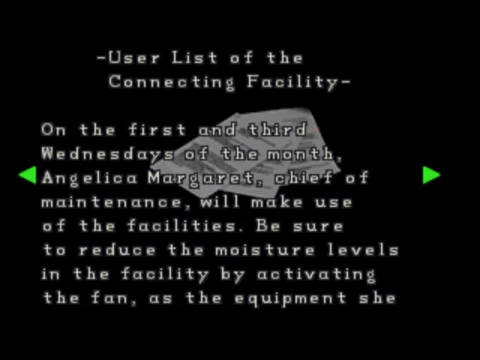 -User List of the
Connecting Facility-
On the first and third
Wednesdays of the month,
Angelica Margaret, chief of
maintenance, will make use
of the facilities. Be sure
to reduce the moisture levels
in the facility by activating
the fan, as the equipment she